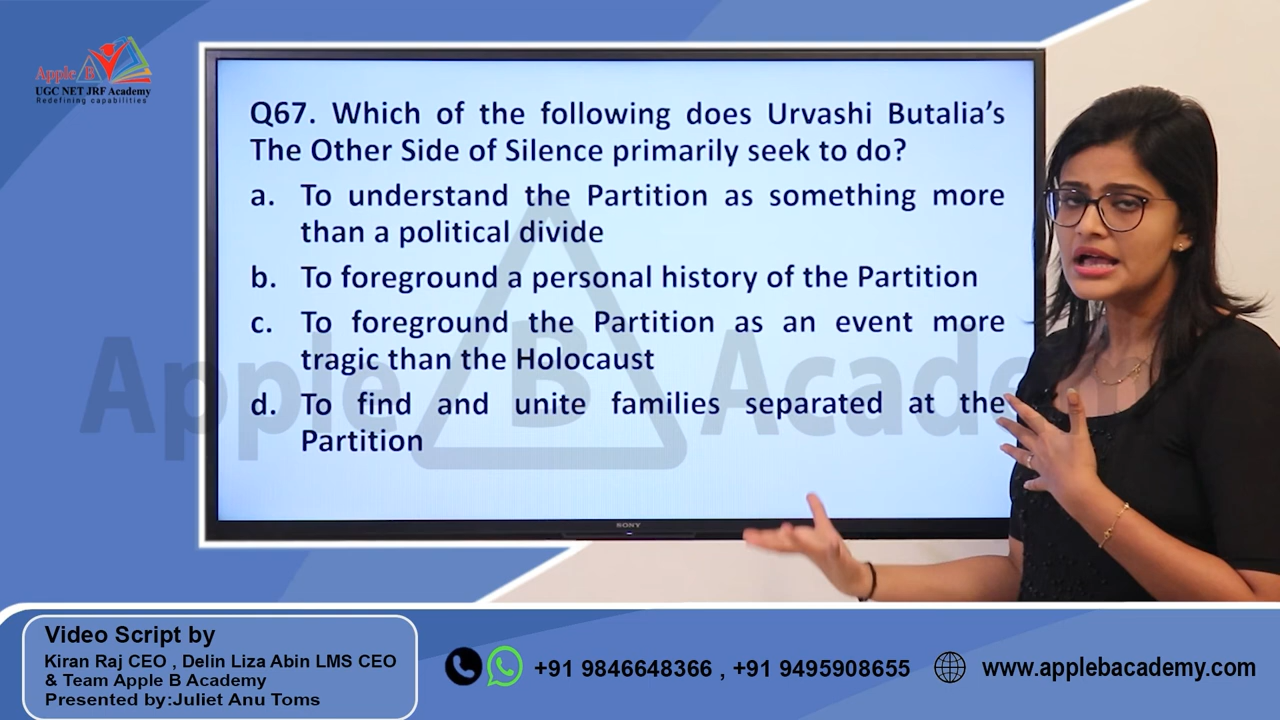 Apple B
UGC NET JRF Academy
Redefining capabilities
Q67. Which of the following does Urvashi Butalia’s
The Other Side of Silence primarily seek to do?
a. To understand the Partition as something more
than a political divide
b. To foreground a personal history of the Partition
c. To foreground the Partition as an event more
tragic than the Holocaust
d. To find and unite families separated at the
Partition
Apple B Academy
SONY
Video Script by
Kiran Raj CEO , Delin Liza Abin LMS CEO
& Team Apple B Academy
Presented by:Juliet Anu Toms
+91 9846648366 , +91 9495908655
www.applebacademy.com